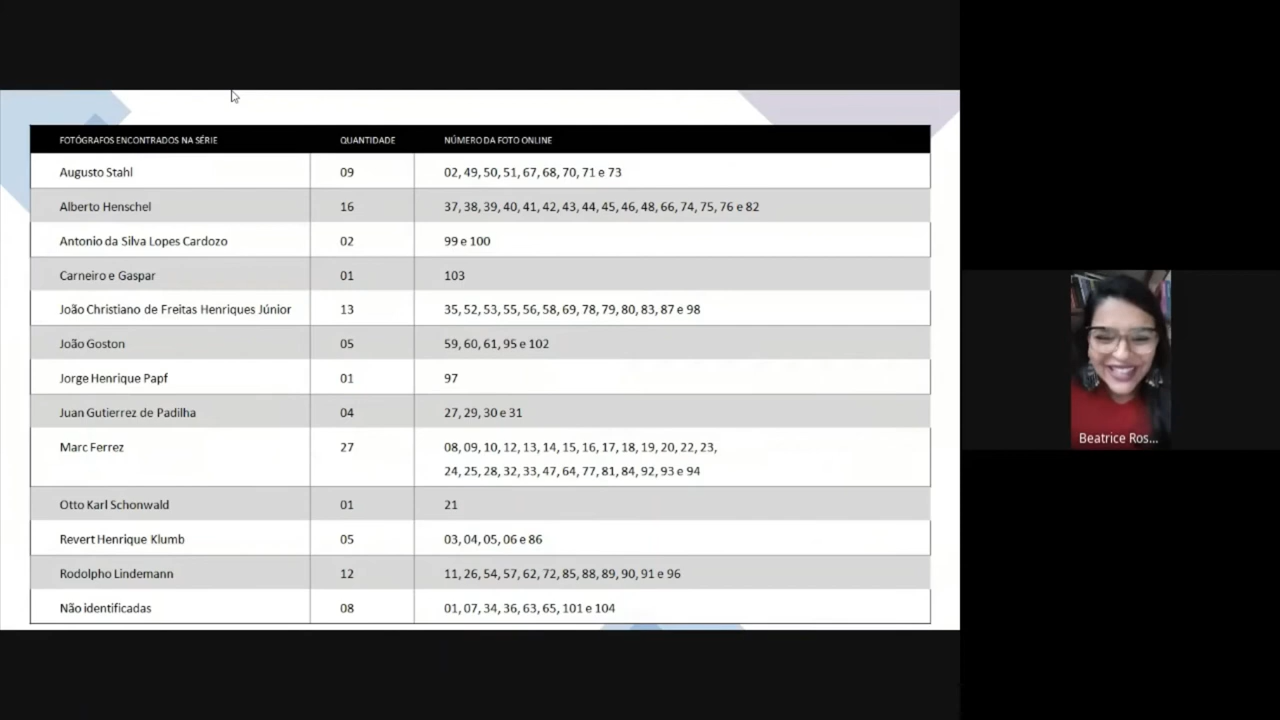 FOTÓGRAFOS ENCONTRADOS NA SÉRIE QUANTIDADE NÚMERO DA FOTO ONLINE
Augusto Stahl 09 02, 49, 50, 51, 67, 68, 70, 71 e 73
Alberto Henschel 16 37, 38, 39, 40, 41, 42, 43, 44, 45, 46, 48, 66, 74, 75, 76 e 82
Antonio da Silva Lopes Cardozo 02 99 e 100
Carneiro e Gaspar 01 103
João Christiano de Freitas Henriques Júnior 13 35, 52, 53, 55, 56, 58, 69, 78, 79, 80, 83, 87 e 98
João Goston 05 59, 60, 61, 95 e 102
Jorge Henrique Papf 01 97
Juan Gutierrez de Padilha 04 27, 29, 30 e 31
Marc Ferrez 27 08, 09, 10, 12, 13, 14, 15, 16, 17, 18, 19, 20, 22, 23,
24, 25, 28, 32, 33, 47, 64, 77, 81, 84, 92, 93 e 94
Otto Karl Schonwald 01 21
Revert Henrique Klumb 05 03, 04, 05, 06 e 86
Rodolpho Lindemann 12 11, 26, 54, 57, 62, 72, 85, 88, 89, 90, 91 e 96
Não identificadas 08 01, 07, 34, 36, 63, 65, 101 e 104
Beatrice Ros...